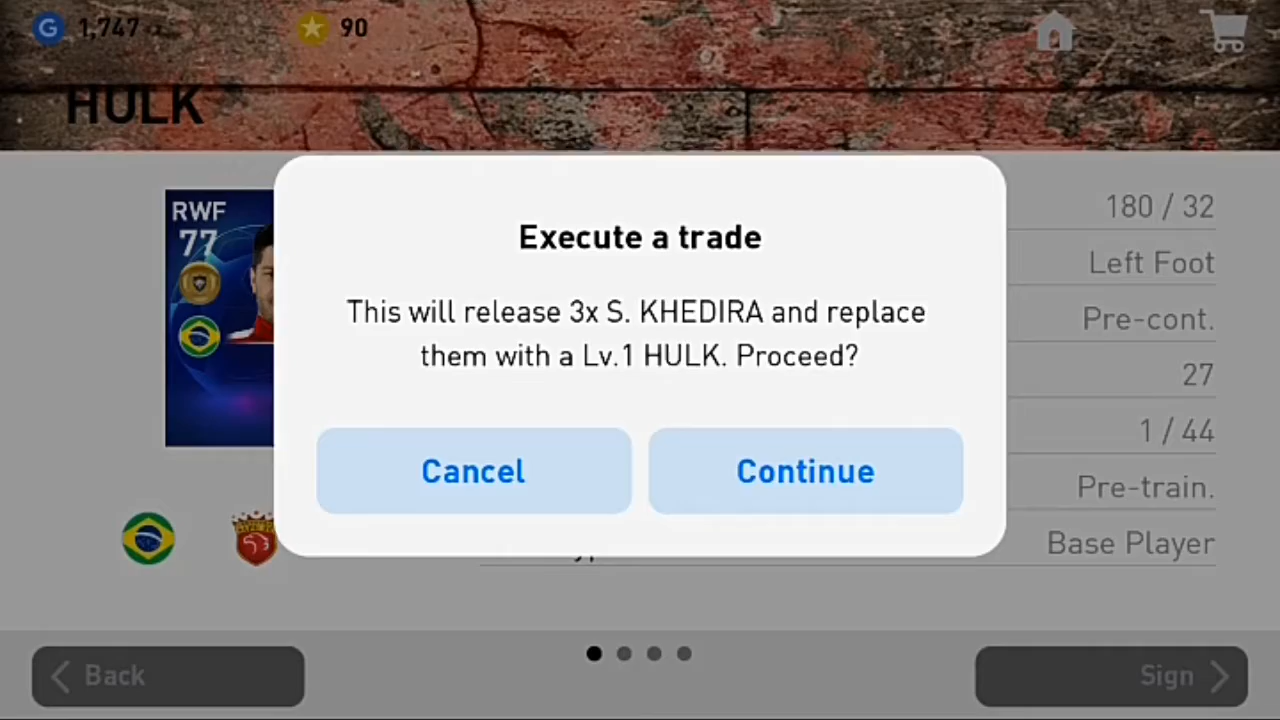 G 1,747 90
HULK
RWF
77
180 / 32
Left Foot
Pre-cont.
27
1 / 44
Pre-train.
Base Player
Execute a trade
This will release 3x S. KHEDIRA and replace
them with a Lv.1 HULK. Proceed?
Cancel Continue
Back Sign